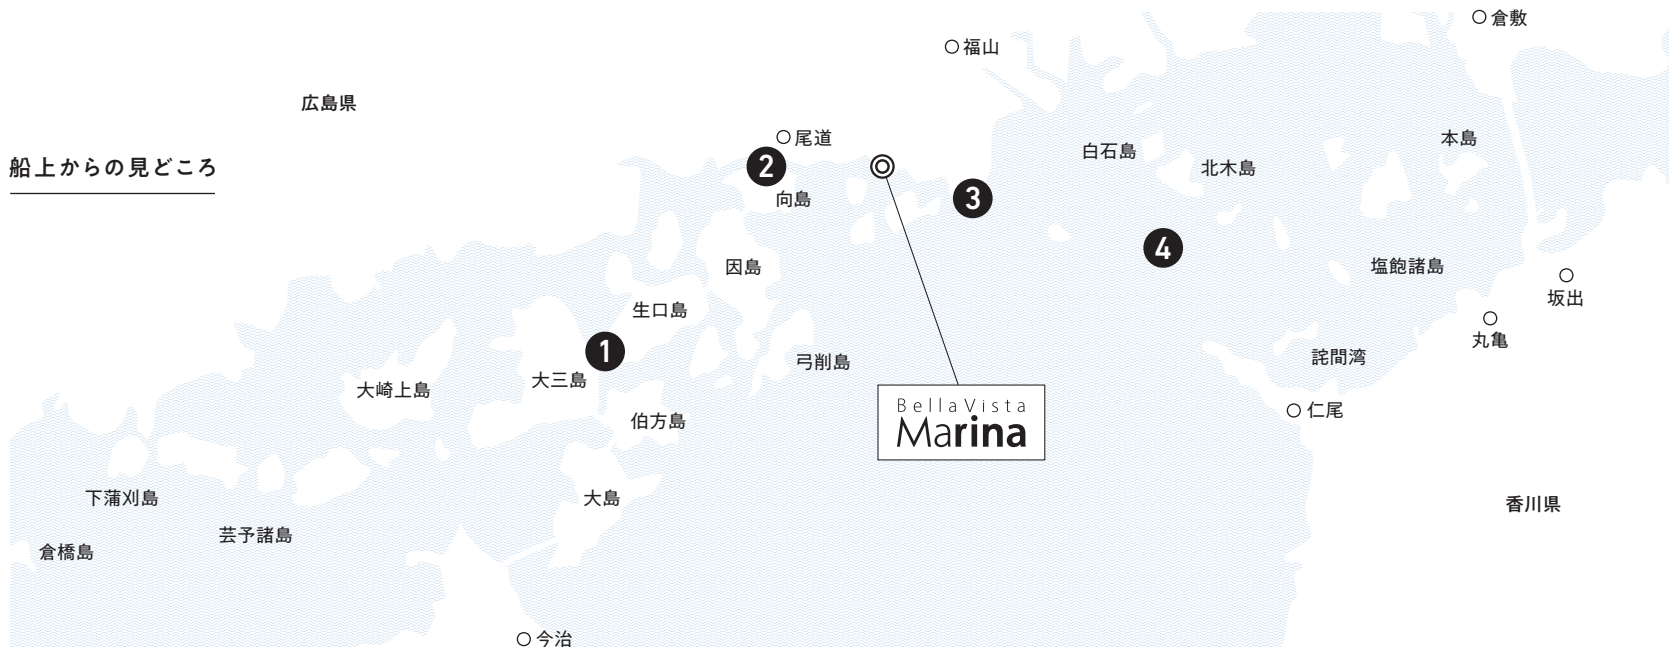 倉敷
福山
広島県
尾道
本島
白石島
船上からの見どころ
2
北木島
3
向島
4
因島
塩飽諸島
坂出
生口島
丸亀
1
詫間湾
弓削島
大三島
大崎上島
BellaVista
Marina
仁尾
伯方島
下蒲刈島
大島
香川県
芸予諸島
倉橋島
今治